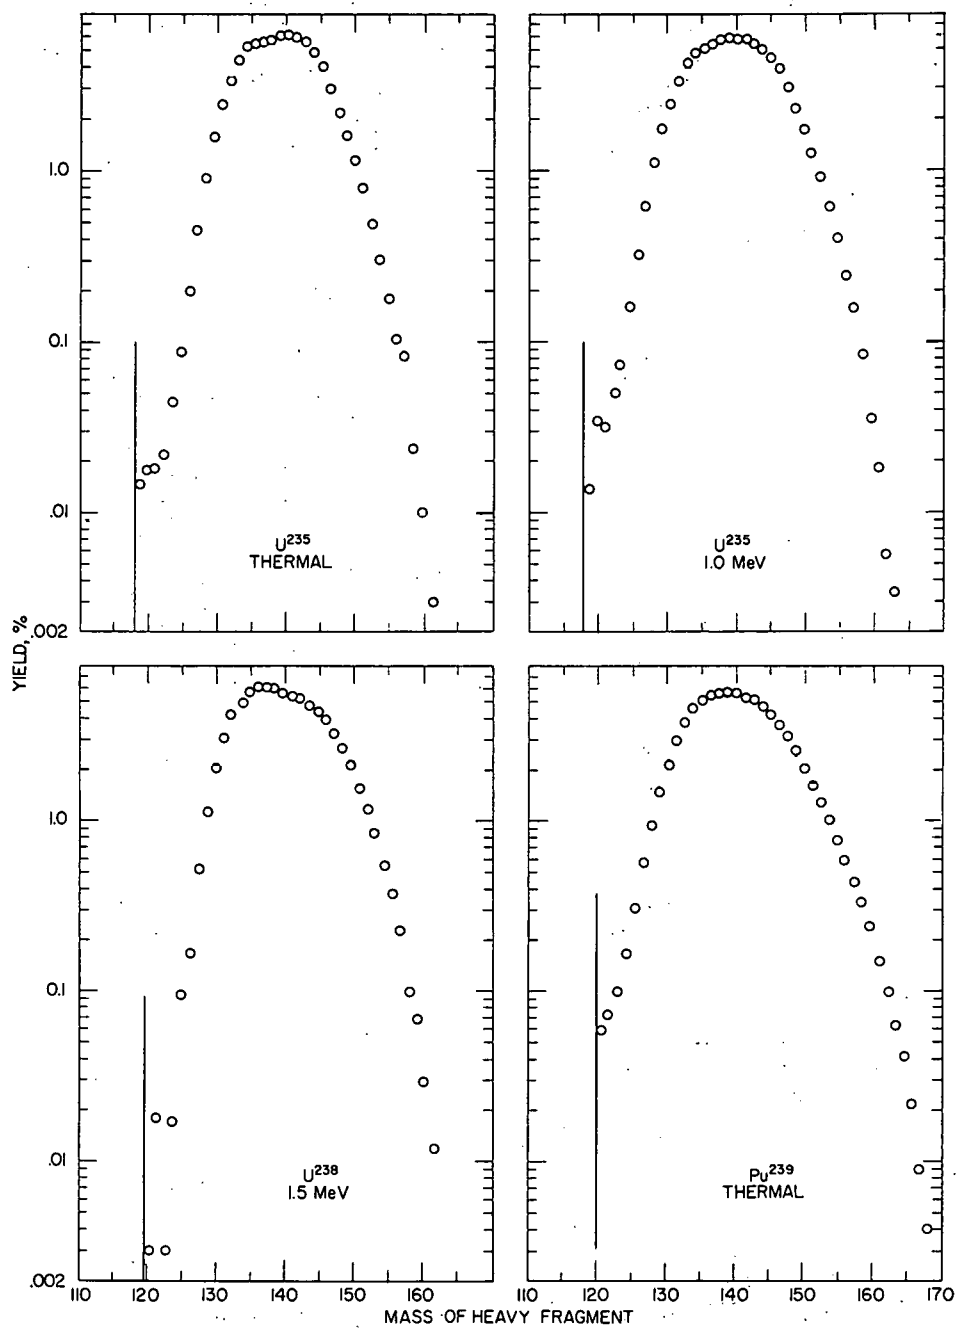 1.0
0.1
.01
.002
U235
THERMAL
U235
1.0 MeV
YIELD, %
1.0
0.1
.01
.002
U238
1.5 MeV
Pu239
THERMAL
110 120 130 140 150 160 110 120 130 140 150 160 170
MASS OF HEAVY FRAGMENT